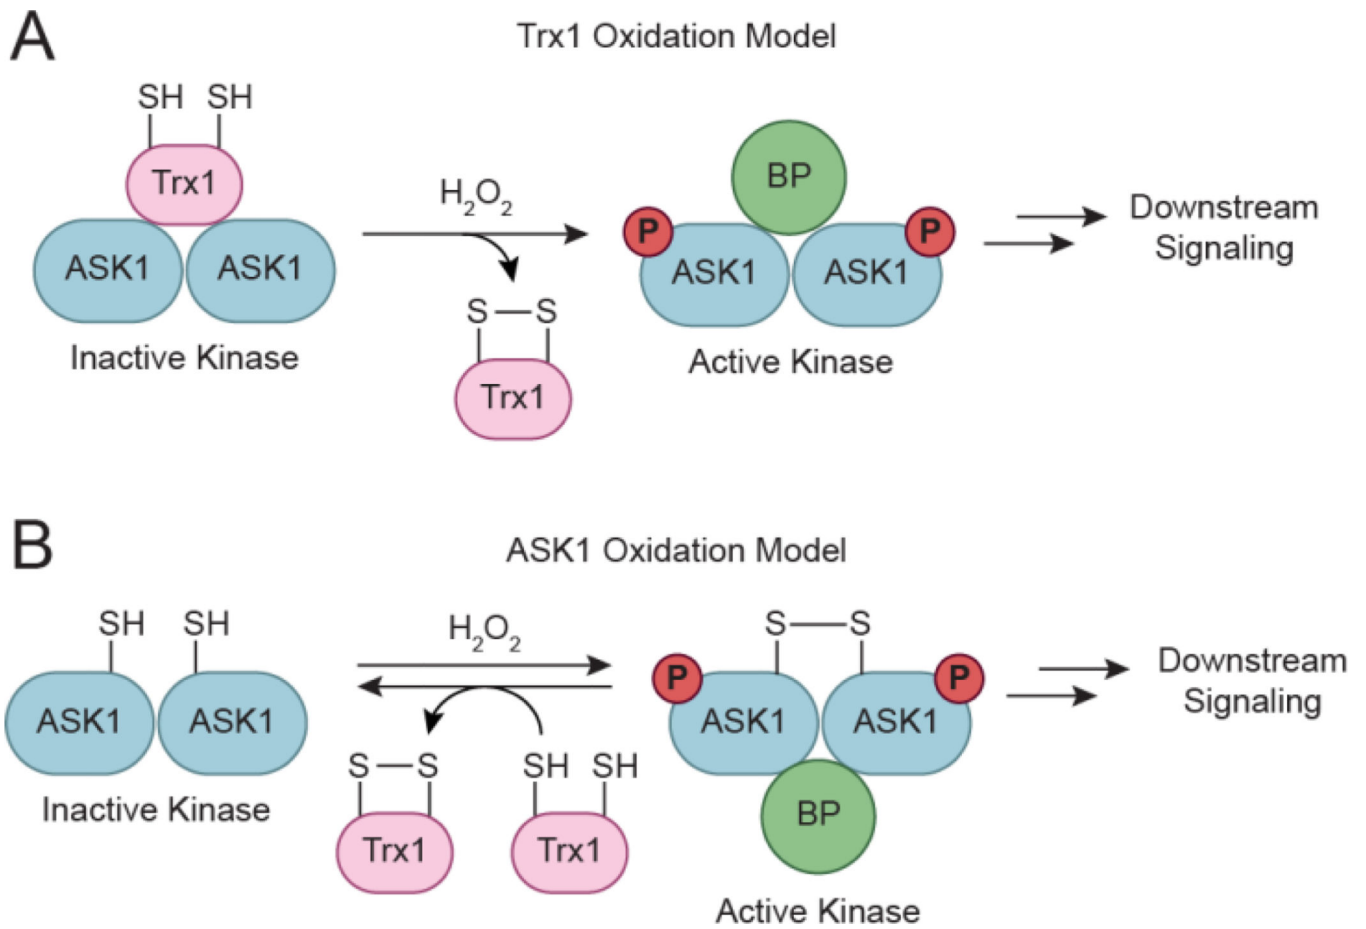 A
Trx1 Oxidation Model
SH SH
Trx1
ASK1 ASK1
Inactive Kinase
H₂O₂
S S
Trx1
BP
P P
ASK1 ASK1
Active Kinase
Downstream
Signaling
B
ASK1 Oxidation Model
SH SH
ASK1 ASK1
Inactive Kinase
H₂O₂
S S
Trx1
SH SH
Trx1
S S
P P
ASK1 ASK1
BP
Active Kinase
Downstream
Signaling